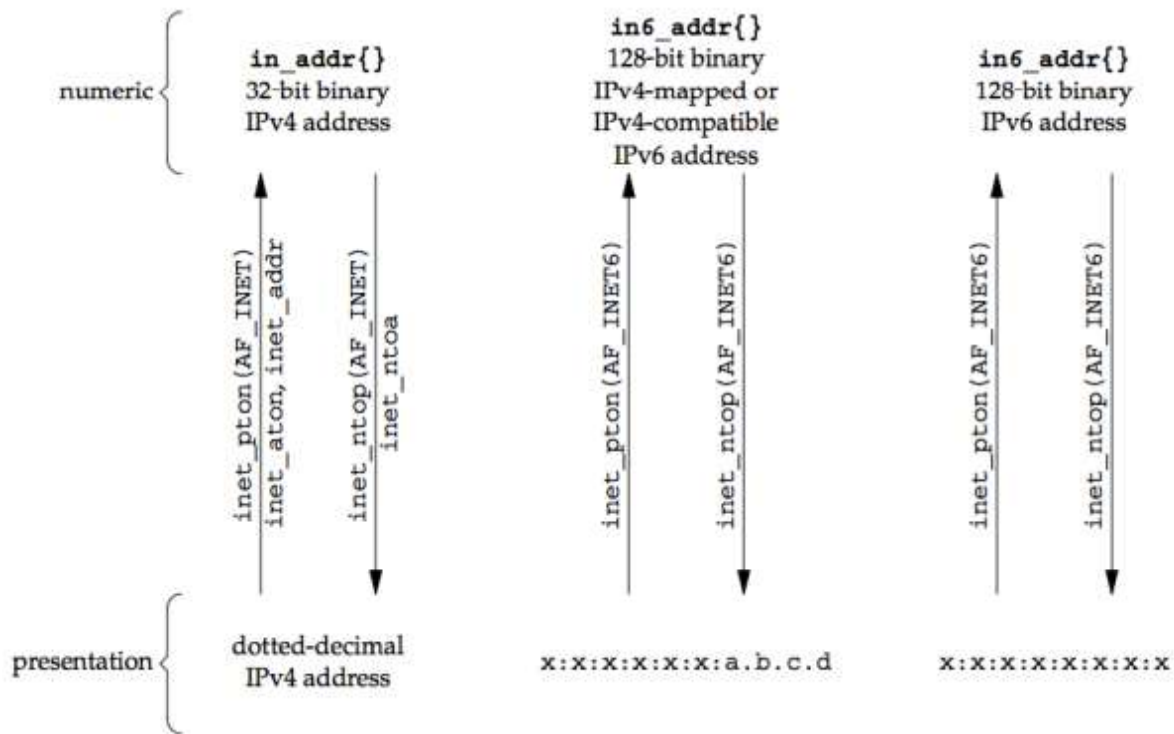 numeric
in_addr{}
32-bit binary
IPv4 address
in6_addr{}
128-bit binary
IPv4-mapped or
IPv4-compatible
IPv6 address
in6_addr{}
128-bit binary
IPv6 address
inet_pton(AF_INET)
inet_aton, inet_addr
inet_ntop(AF_INET)
inet_ntoa
inet_pton(AF_INET6)
inet_ntop(AF_INET6)
inet_pton(AF_INET6)
inet_ntop(AF_INET6)
presentation
dotted-decimal
IPv4 address
x:x:x:x:x:x:a.b.c.d
x:x:x:x:x:x:x:x